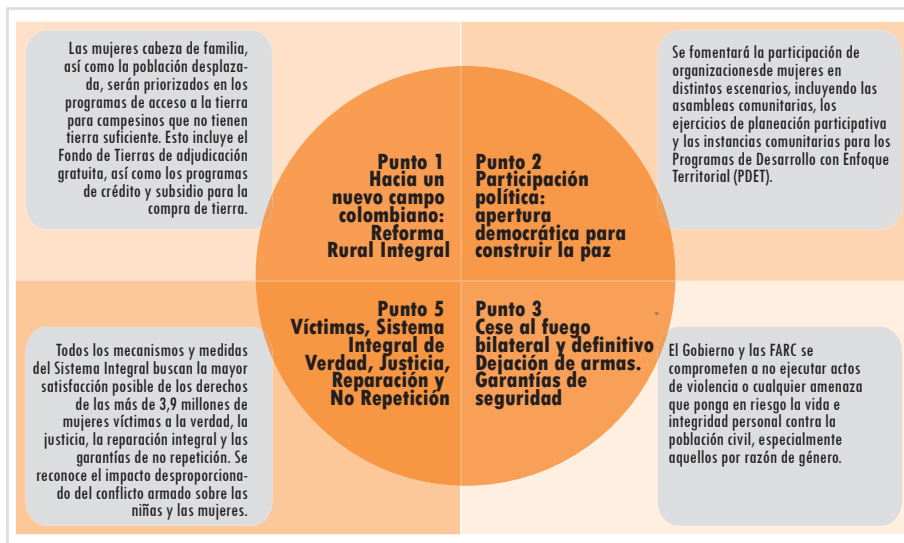 Las mujeres cabeza de familia,
así como la población desplaza-
da, serán priorizados en los
programas de acceso a la tierra
para campesinos que no tienen
tierra suficiente. Esto incluye el
Fondo de Tierras de adjudicación
gratuita, así como los programas
de crédito y subsidio para la
compra de tierra.
Se fomentará la participación de
organizacionesde mujeres en
distintos escenarios, incluyendo las
asambleas comunitarias, los
ejercicios de planeación participativa
y las instancias comunitarias para los
Programas de Desarrollo con Enfoque
Territorial (PDET).
Punto 1
Hacia un
nuevo campo
colombiano:
Reforma
Rural Integral
Punto 2
Participación
política:
apertura
democrática para
construir la paz
Punto 5
Víctimas, Sistema
Integral de
Verdad, Justicia,
Reparación y
No Repetición
Punto 3
Cese al fuego
bilateral y definitivo
Dejación de armas.
Garantías de
seguridad
Todos los mecanismos y medidas
del Sistema Integral buscan la mayor
satisfacción posible de los derechos
de las más de 3,9 millones de
mujeres víctimas a la verdad, la
justicia, la reparación integral y las
garantías de no repetición. Se
reconoce el impacto desproporciona-
do del conflicto armado sobre las
niñas y las mujeres.
El Gobierno y las FARC se
comprometen a no ejecutar actos
de violencia o cualquier amenaza
que ponga en riesgo la vida e
integridad personal contra la
población civil, especialmente
aquellos por razón de género.